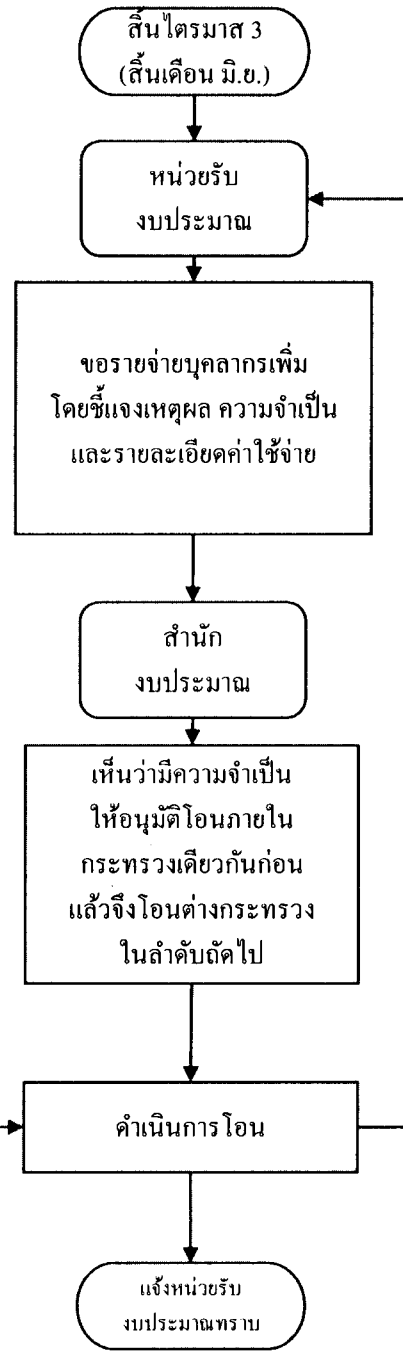 สิ้นไตรมาส 3
(สิ้นเดือน มิ.ย.)
หน่วยรับ
งบประมาณ
ขอรายจ่ายบุคลากรเพิ่ม
โดยชี้แจงเหตุผล ความจำเป็น
และรายละเอียดค่าใช้จ่าย
สำนัก
งบประมาณ
เห็นว่ามีความจำเป็น
ให้อนุมัติโอนภายใน
กระทรวงเดียวกันก่อน
แล้วจึงโอนต่างกระทรวง
ในลำดับถัดไป
ดำเนินการโอน
แจ้งหน่วยรับ
งบประมาณทราบ